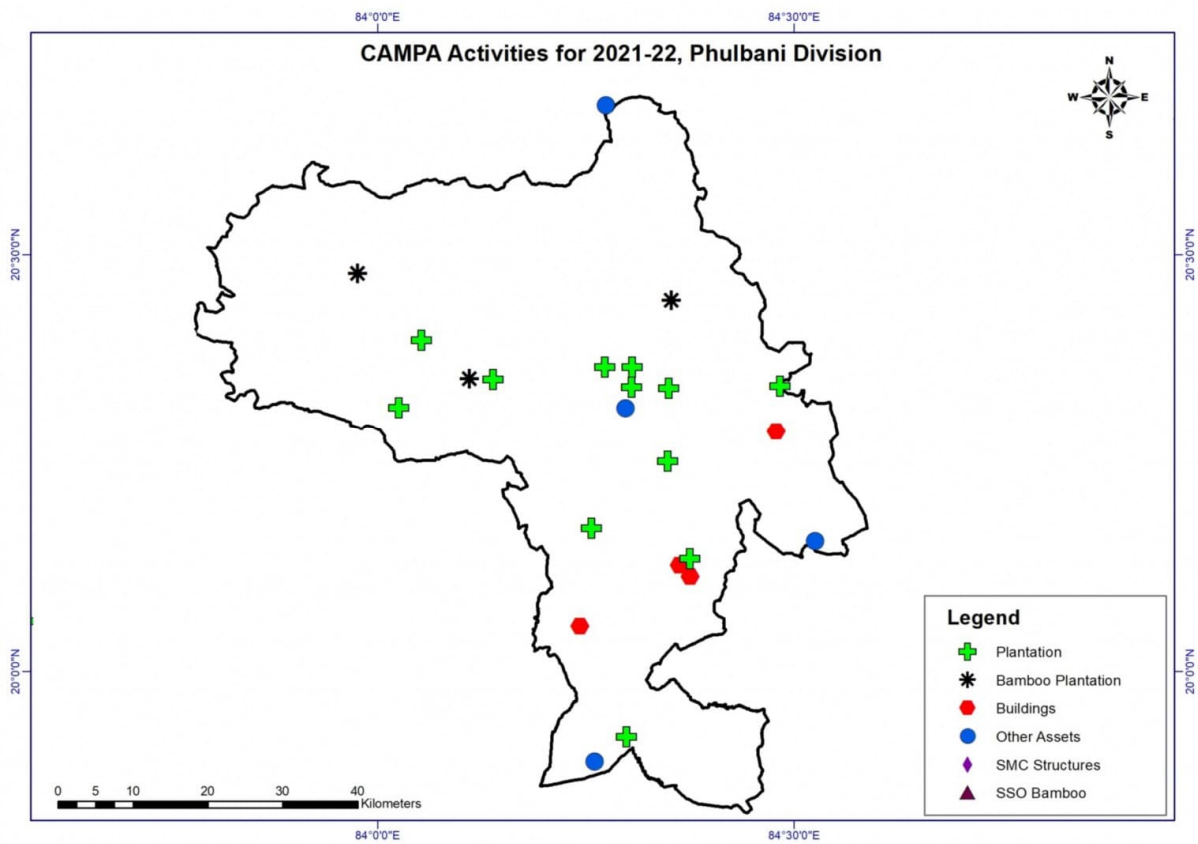 84°0'0"E 84°30'0"E
CAMPA Activities for 2021-22, Phulbani Division
N
W E
S
20°30'0"N 20°30'0"N
20°0'0"N 20°0'0"N
Legend
Plantation
Bamboo Plantation
Buildings
Other Assets
SMC Structures
SSO Bamboo
0 5 10 20 30 40
Kilometers
84°0'0"E 84°30'0"E